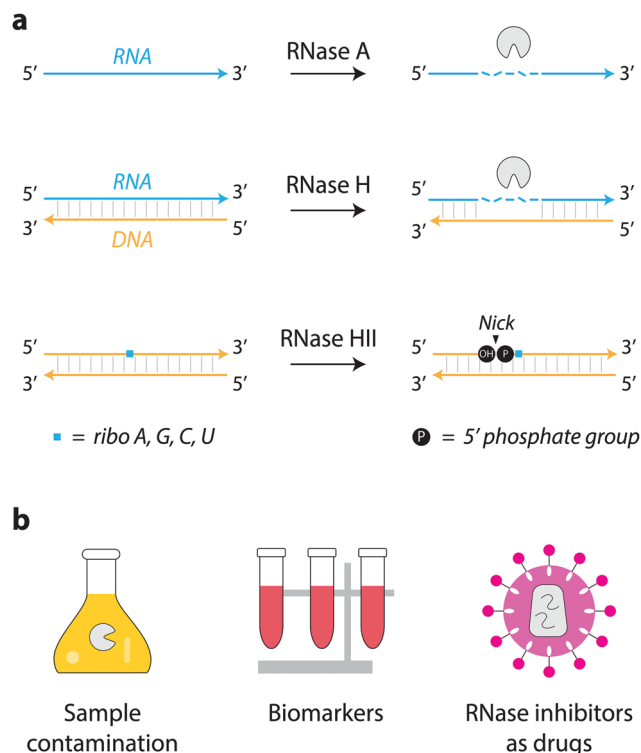 a
5′ RNA 3′ RNase A 5′ 3′
5′ RNA 3′ RNase H 5′ 3′
3′ DNA 5′ 3′ 5′
Nick
5′ 3′ RNase HII 5′ OH P 3′
3′ 5′ 3′ 5′
= ribo A, G, C, U P = 5′ phosphate group
b
Sample
contamination
Biomarkers
RNase inhibitors
as drugs